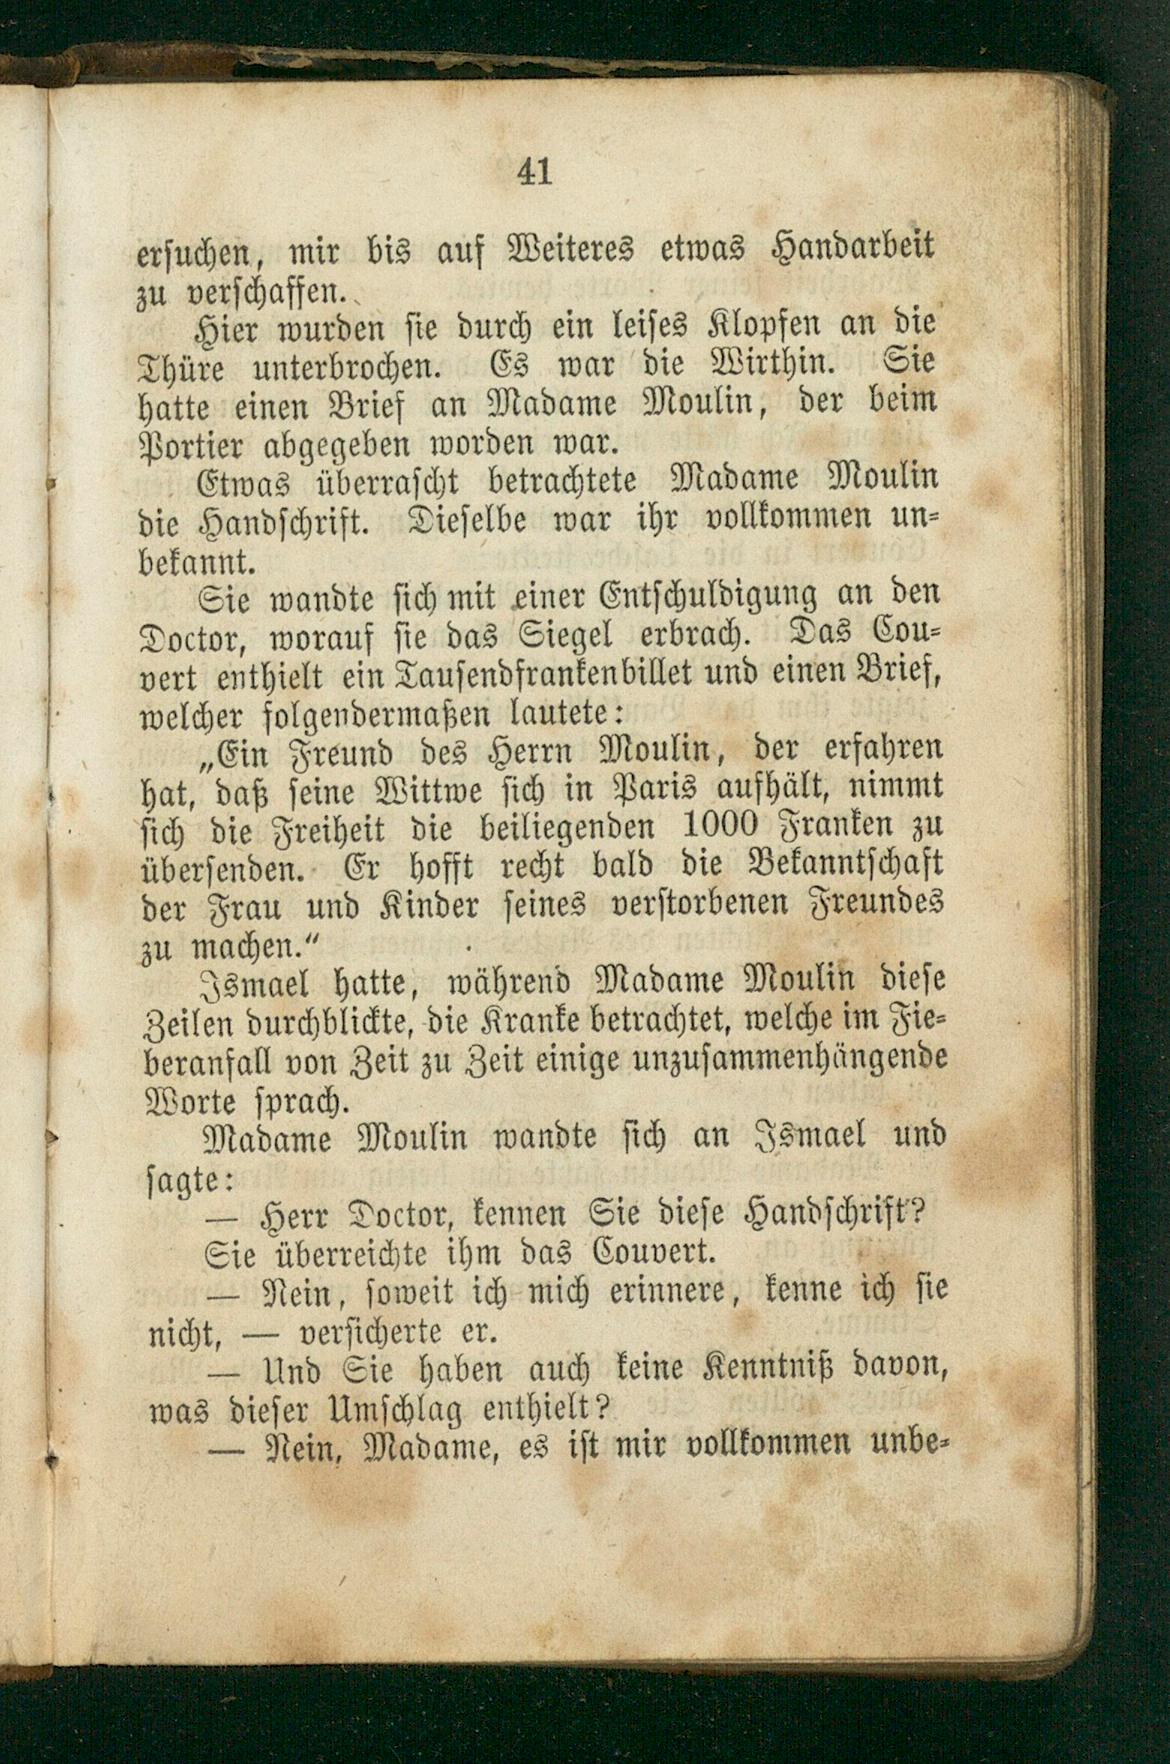 41
ersuchen, mir bis auf Weiteres etwas Handarbeit
zu verschaffen.
Hier wurden sie durch ein leises Klopfen an die
Thüre unterbrochen. Es war die Wirthin. Sie
hatte einen Brief an Madame Moulin, der beim
Portier abgegeben worden war.
Etwas überrascht betrachtete Madame Moulin
die Handschrift. Dieselbe war ihr vollkommen un-
bekannt.
Sie wandte sich mit einer Entschuldigung an den
Doctor, worauf sie das Siegel erbrach. Das Cou-
vert enthielt ein Tausendfrankenbillet und einen Brief,
welcher folgendermaßen lautete:
„Ein Freund des Herrn Moulin, der erfahren
hat, daß seine Wittwe sich in Paris aufhält, nimmt
sich die Freiheit die beiliegenden 1000 Franken zu
übersenden. Er hofft recht bald die Bekanntschaft
der Frau und Kinder seines verstorbenen Freundes
zu machen.“
Ismael hatte, während Madame Moulin diese
Zeilen durchblickte, die Kranke betrachtet, welche im Fie-
beranfall von Zeit zu Zeit einige unzusammenhängende
Worte sprach.
Madame Moulin wandte sich an Ismael und
sagte:
— Herr Doctor, kennen Sie diese Handschrift?
Sie überreichte ihm das Couvert.
— Nein, soweit ich mich erinnere, kenne ich sie
nicht, — versicherte er.
— Und Sie haben auch keine Kenntniß davon,
was dieser Umschlag enthielt?
— Nein, Madame, es ist mir vollkommen unbe-